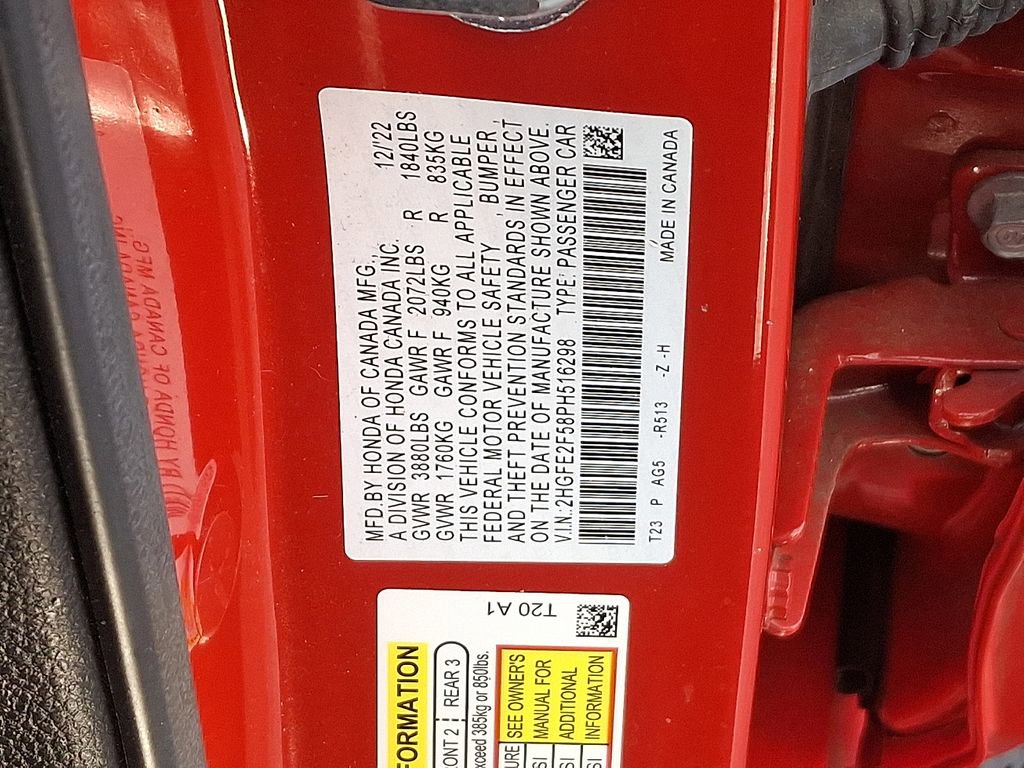 MFD.BY HONDA OF CANADA MFG., 12/22
A DIVISION OF HONDA CANADA INC.
GVWR 3880LBS GAWR F 2072LBS R 1840LBS
GVWR 1760KG GAWR F 940KG R 835KG
THIS VEHICLE CONFORMS TO ALL APPLICABLE
FEDERAL MOTOR VEHICLE SAFETY, BUMPER,
AND THEFT PREVENTION STANDARDS, IN EFFECT
ON THE DATE OF MANUFACTURE SHOWN ABOVE.
V.I.N.:2HGFE2F58PH516298 TYPE:PASSENGER CAR
T23 P AG5 -R513 -Z -H MADE IN CANADA
T20 A1
FORMATION
FRONT 2 REAR 3
exceed 385kg or 850lbs.
SEE OWNER'S
MANUAL FOR
ADDITIONAL
INFORMATION